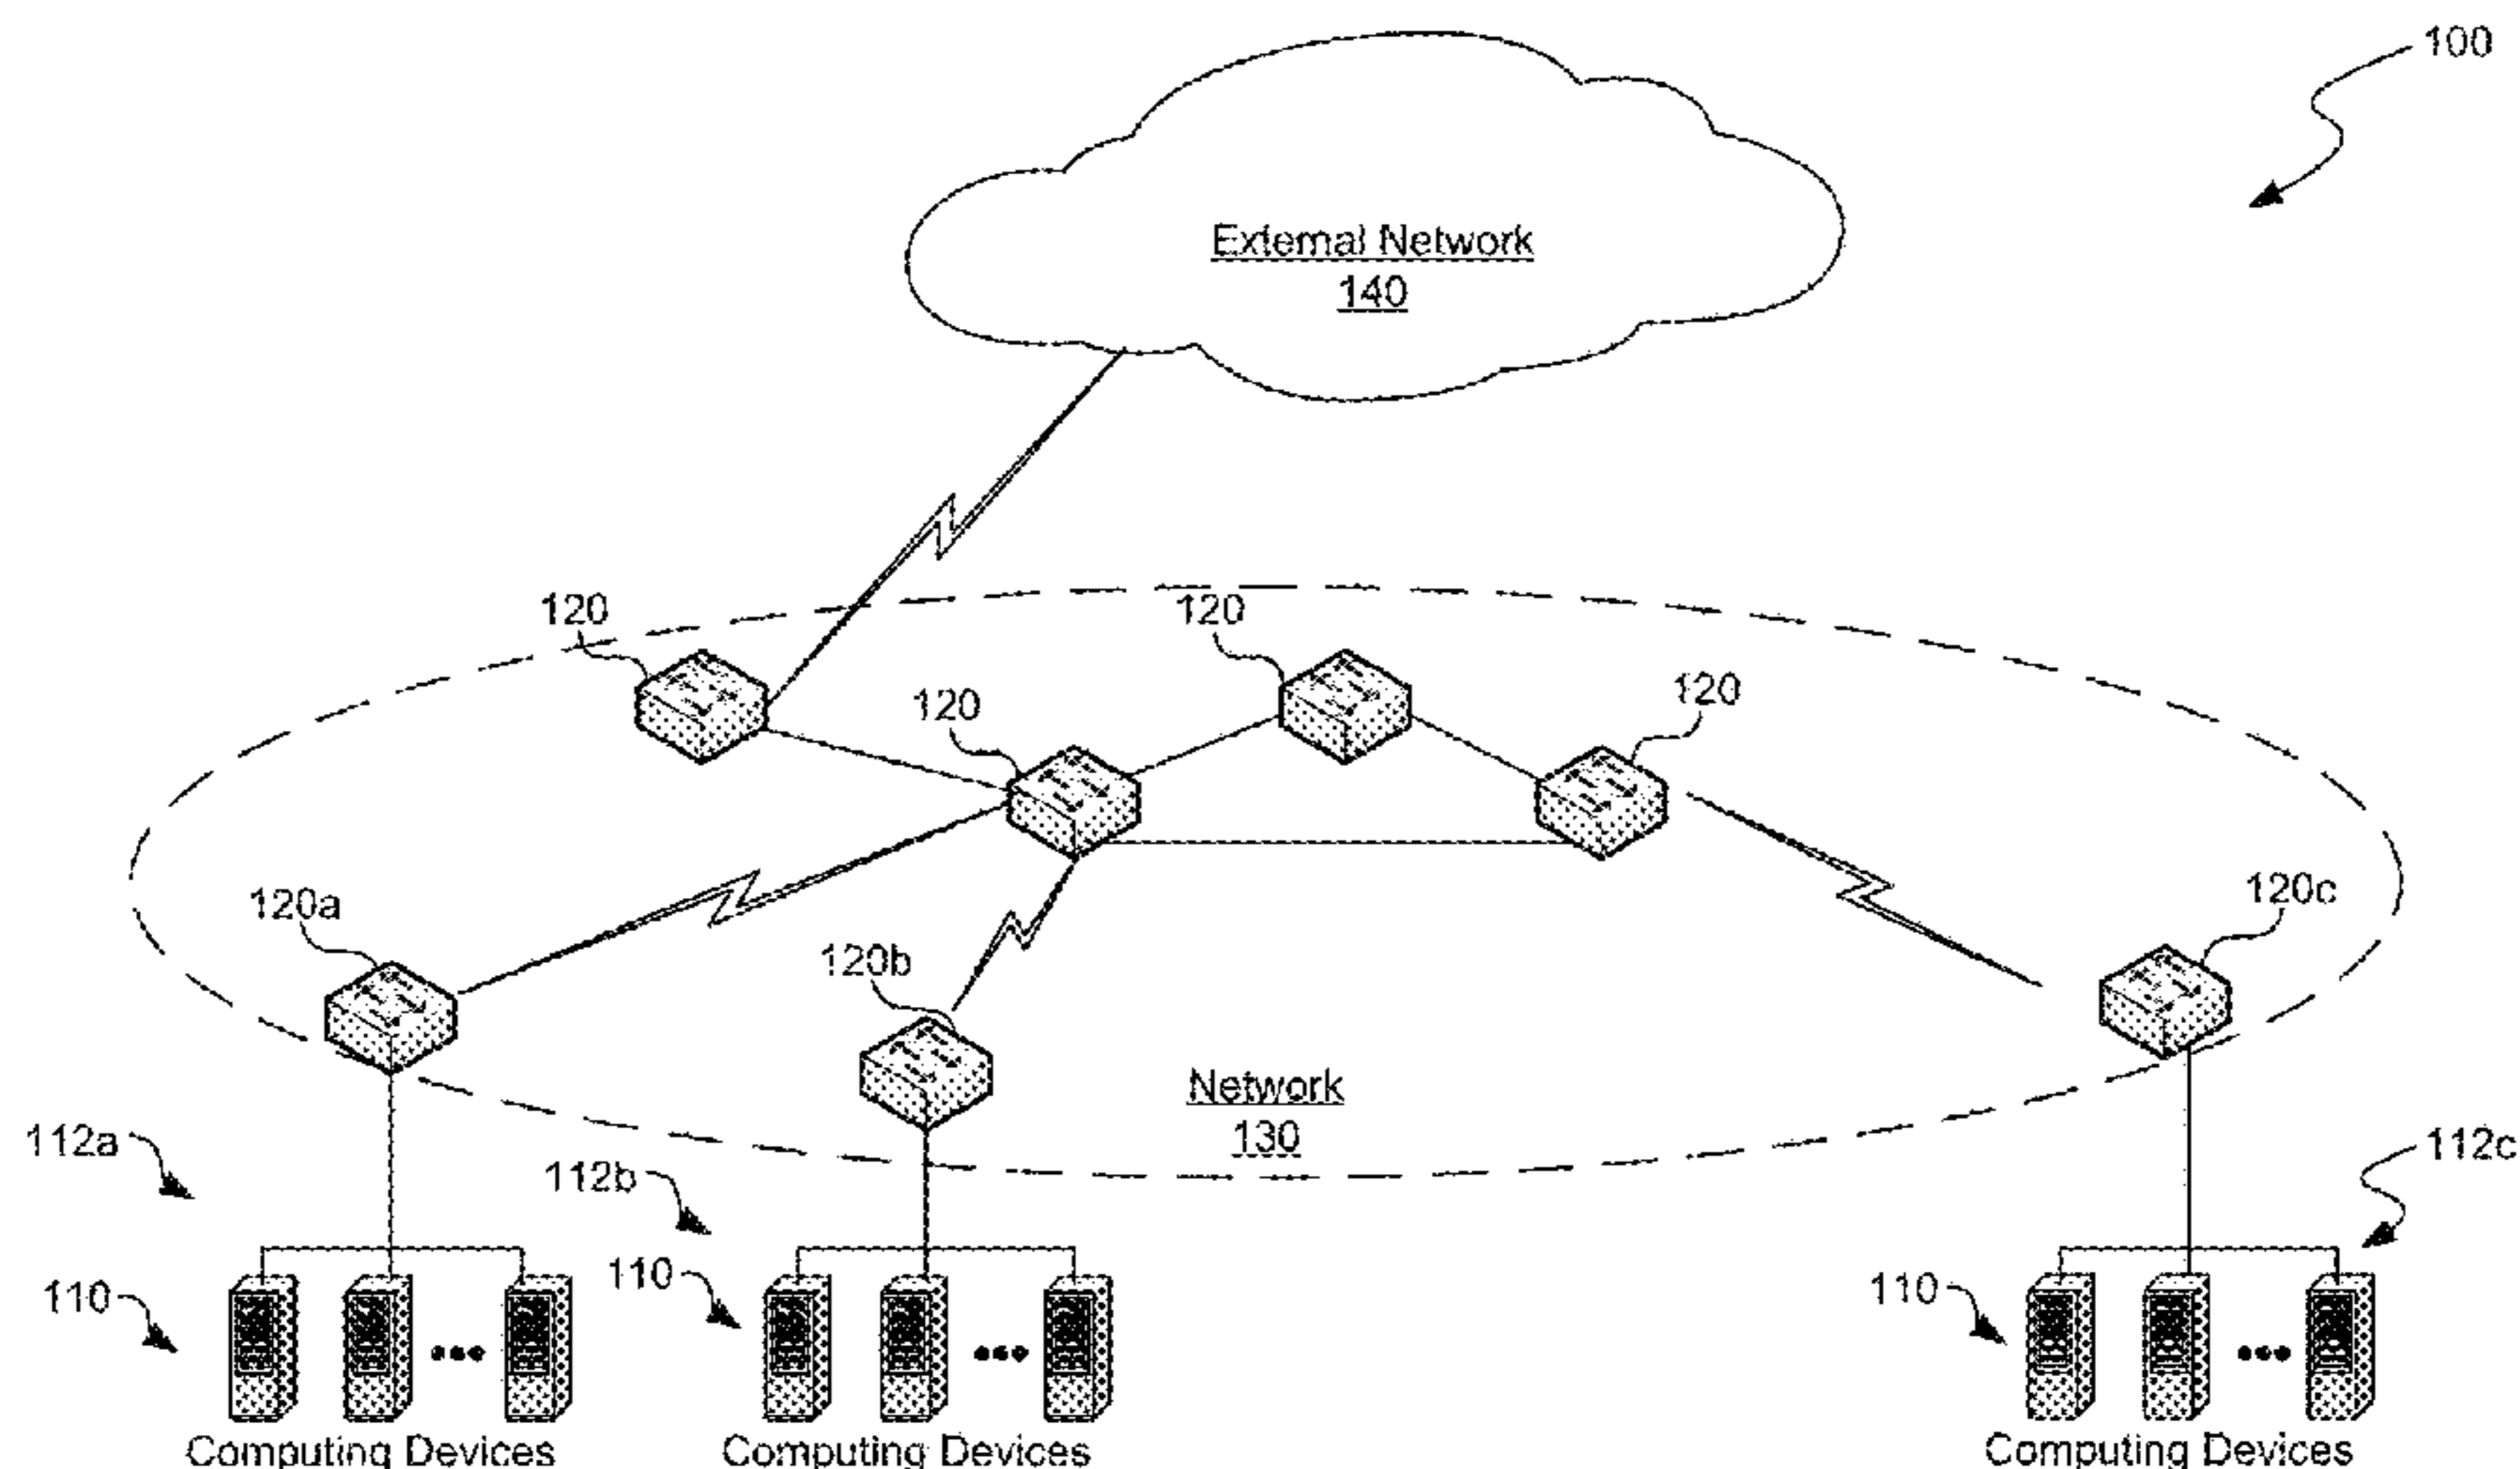 100
External Network
140
120
120
120
120
120a
120c
120b
Network
130
112a
112b
112c
110
110
110
Computing Devices
Computing Devices
Computing Devices